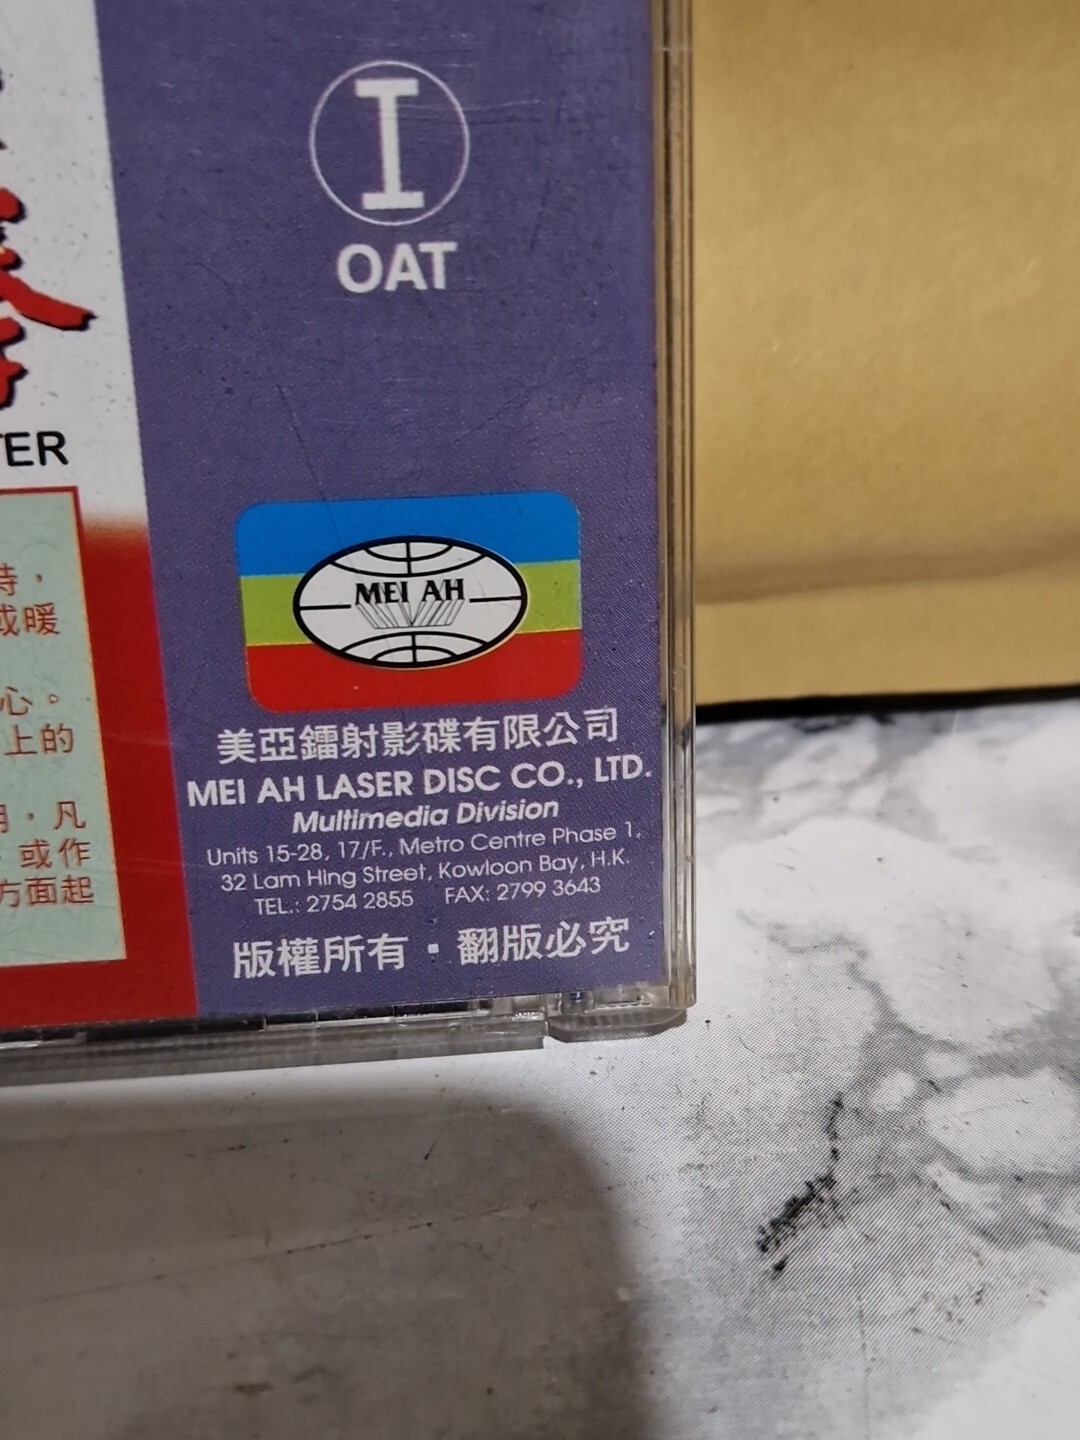 I
OAT
TER
時，
或暖
心。
上的
用，凡
，或作
方面起
MEI AH
美亞鐳射影碟有限公司
MEI AH LASER DISC CO., LTD.
Multimedia Division
Units 15-28, 17/F., Metro Centre Phase 1,
32 Lam Hing Street, Kowloon Bay, H.K.
TEL.: 2754 2855 FAX: 2799 3643
版權所有・翻版必究